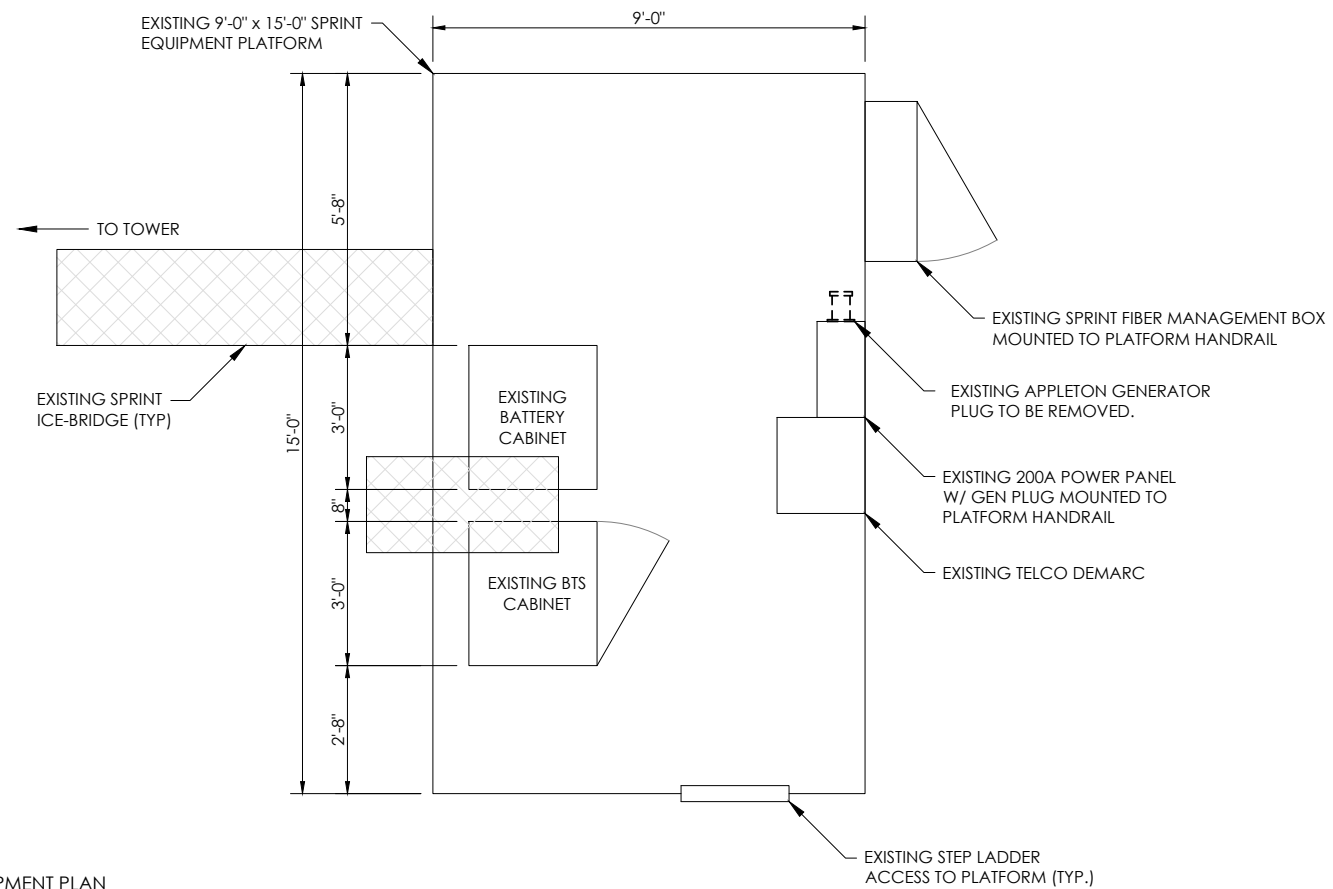 EXISTING 9'-0" x 15'-0" SPRINT
EQUIPMENT PLATFORM
9'-0"
5'-8"
TO TOWER
EXISTING SPRINT FIBER MANAGEMENT BOX
MOUNTED TO PLATFORM HANDRAIL
EXISTING SPRINT
ICE-BRIDGE (TYP)
15'-0"
3'-0"
EXISTING
BATTERY
CABINET
EXISTING APPLETON GENERATOR
PLUG TO BE REMOVED.
8"
EXISTING 200A POWER PANEL
W/ GEN PLUG MOUNTED TO
PLATFORM HANDRAIL
3'-0"
EXISTING BTS
CABINET
EXISTING TELCO DEMARC
2'-8"
EXISTING STEP LADDER
ACCESS TO PLATFORM (TYP.)
PMENT PLAN